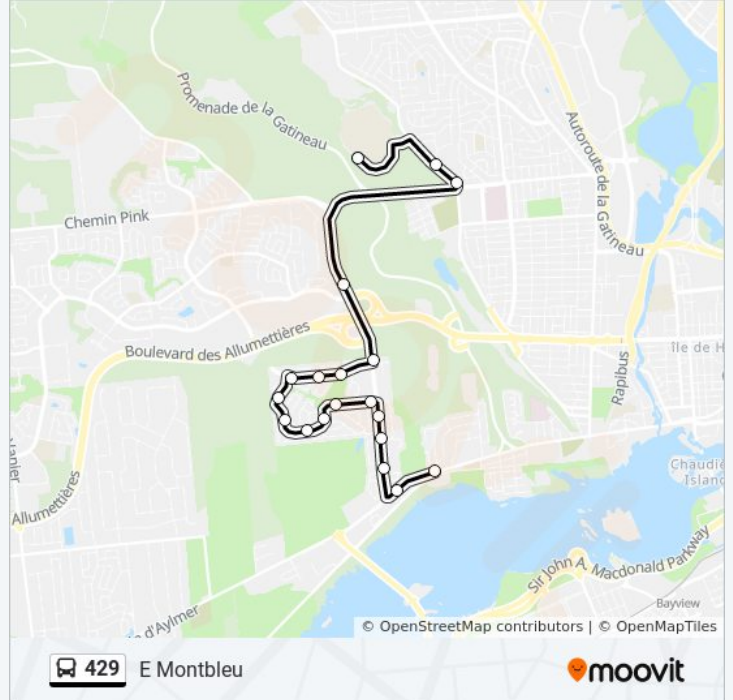 Promenade de la Gatineau
Autoroute de la Gatineau
Chemin Pink
Boulevard des Allumettières
Île de H
Rapibus
Chaudiè
Island
Allumettières
Sir John A. Macdonald Parkway
Bayview
d'Aylmer
© OpenStreetMap contributors | © OpenMapTiles
429 E Montbleu
moovit